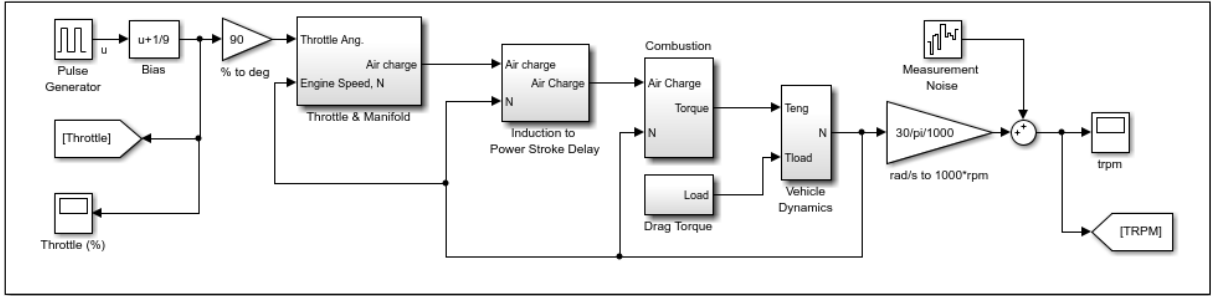 u
Pulse
Generator
u+1/9
Bias
90
% to deg
[Throttle]
Throttle (%)
Throttle Ang.
Air charge
Engine Speed, N
Throttle & Manifold
Air charge
Air Charge
N
Induction to
Power Stroke Delay
Combustion
Air Charge
Torque
N
Load
Drag Torque
Teng
N
Tload
Vehicle
Dynamics
30/pi/1000
rad/s to 1000*rpm
Measurement
Noise
++
trpm
[TRPM]